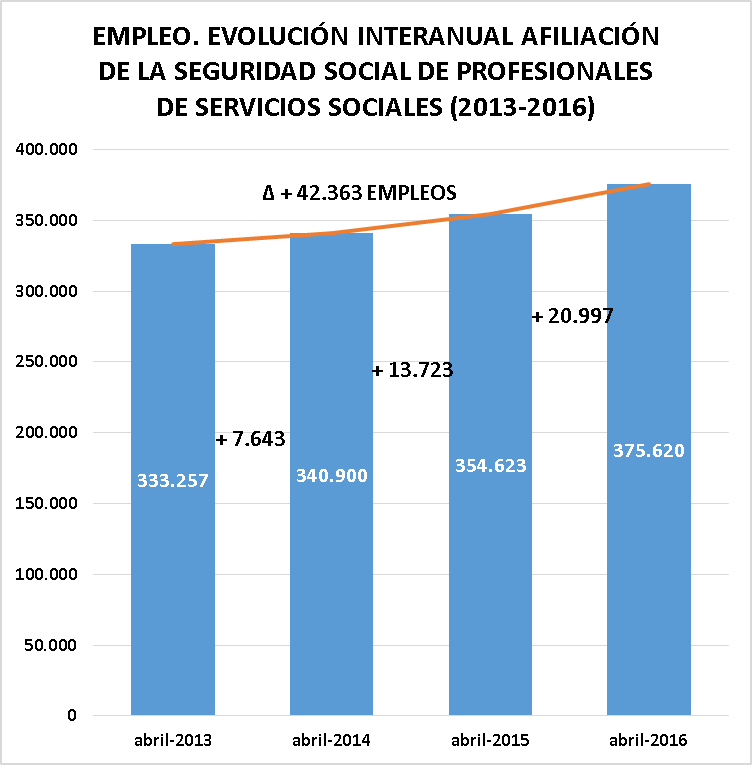 EMPLEO. EVOLUCIÓN INTERANUAL AFILIACIÓN
DE LA SEGURIDAD SOCIAL DE PROFESIONALES
DE SERVICIOS SOCIALES (2013-2016)
400.000
350.000
300.000
250.000
200.000
150.000
100.000
50.000
0
Δ + 42.363 EMPLEOS
+ 20.997
+ 13.723
+ 7.643
333.257
340.900
354.623
375.620
abril-2013
abril-2014
abril-2015
abril-2016